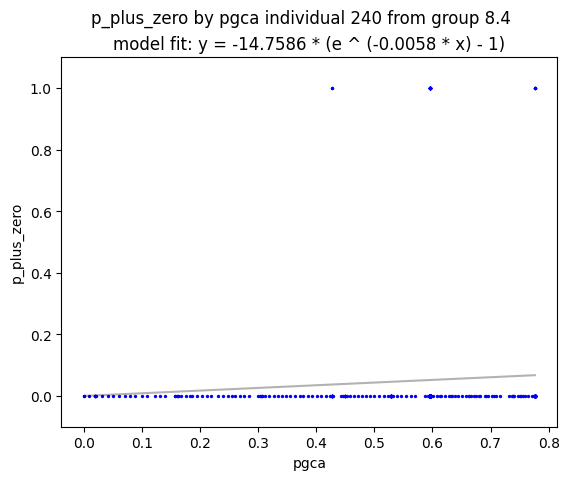 p_plus_zero by pgca individual 240 from group 8.4
model fit: y = -14.7586 * (e ^ (-0.0058 * x) - 1)
1.0
0.8
0.6
0.4
0.2
0.0
p_plus_zero
0.0 0.1 0.2 0.3 0.4 0.5 0.6 0.7 0.8
pgca